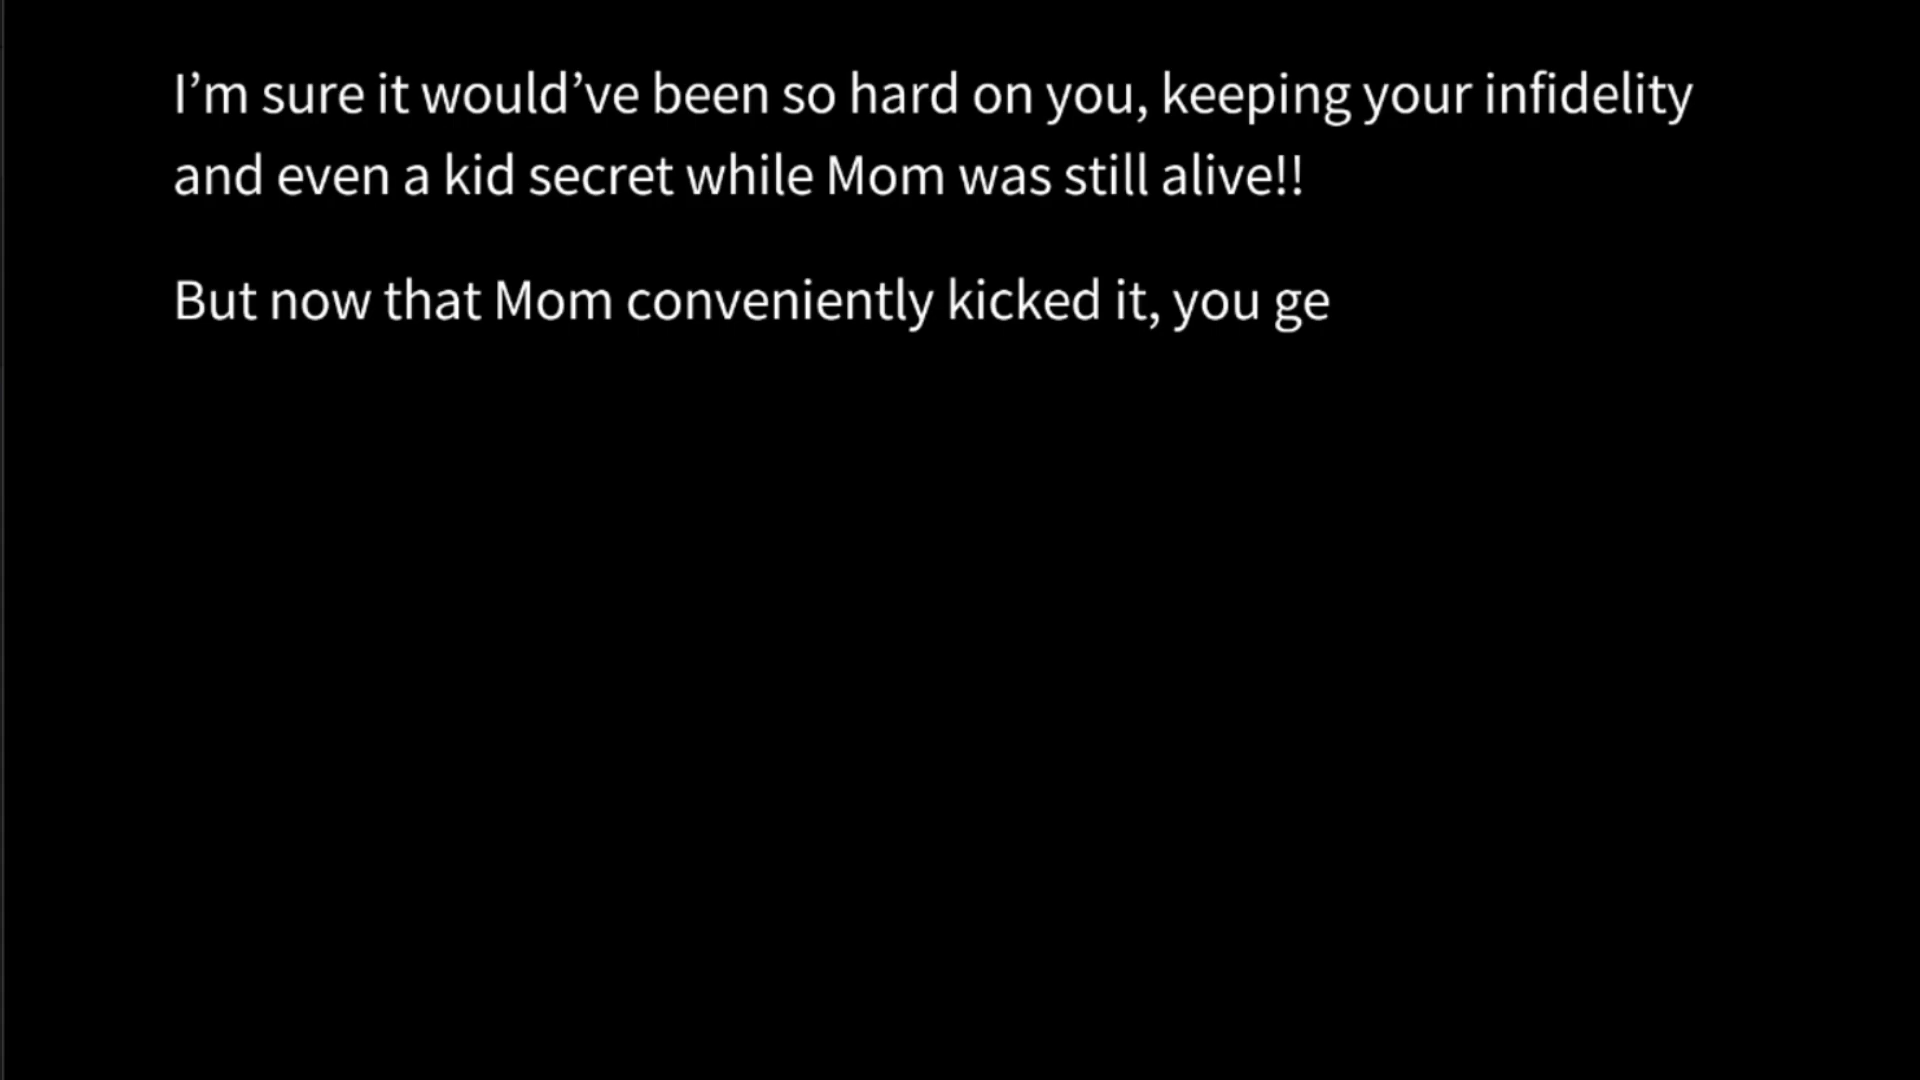 I’m sure it would’ve been so hard on you, keeping your infidelity
and even a kid secret while Mom was still alive!!
But now that Mom conveniently kicked it, you ge